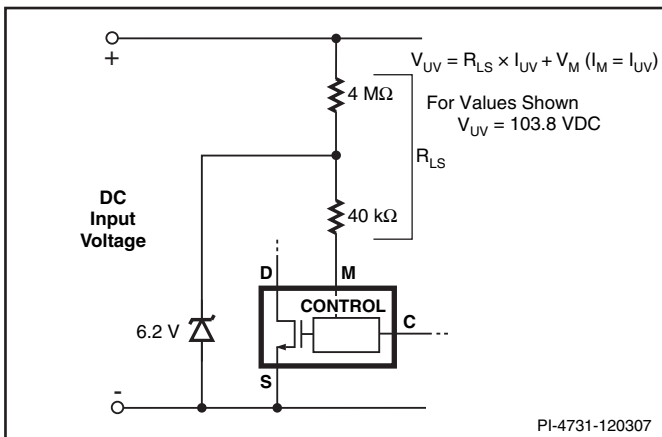 +
V_UV = R_LS × I_UV + V_M (I_M = I_UV)
4 MΩ
For Values Shown
V_UV = 103.8 VDC
R_LS
DC
Input
Voltage
40 kΩ
D
M
CONTROL
C
6.2 V
S
-
PI-4731-120307